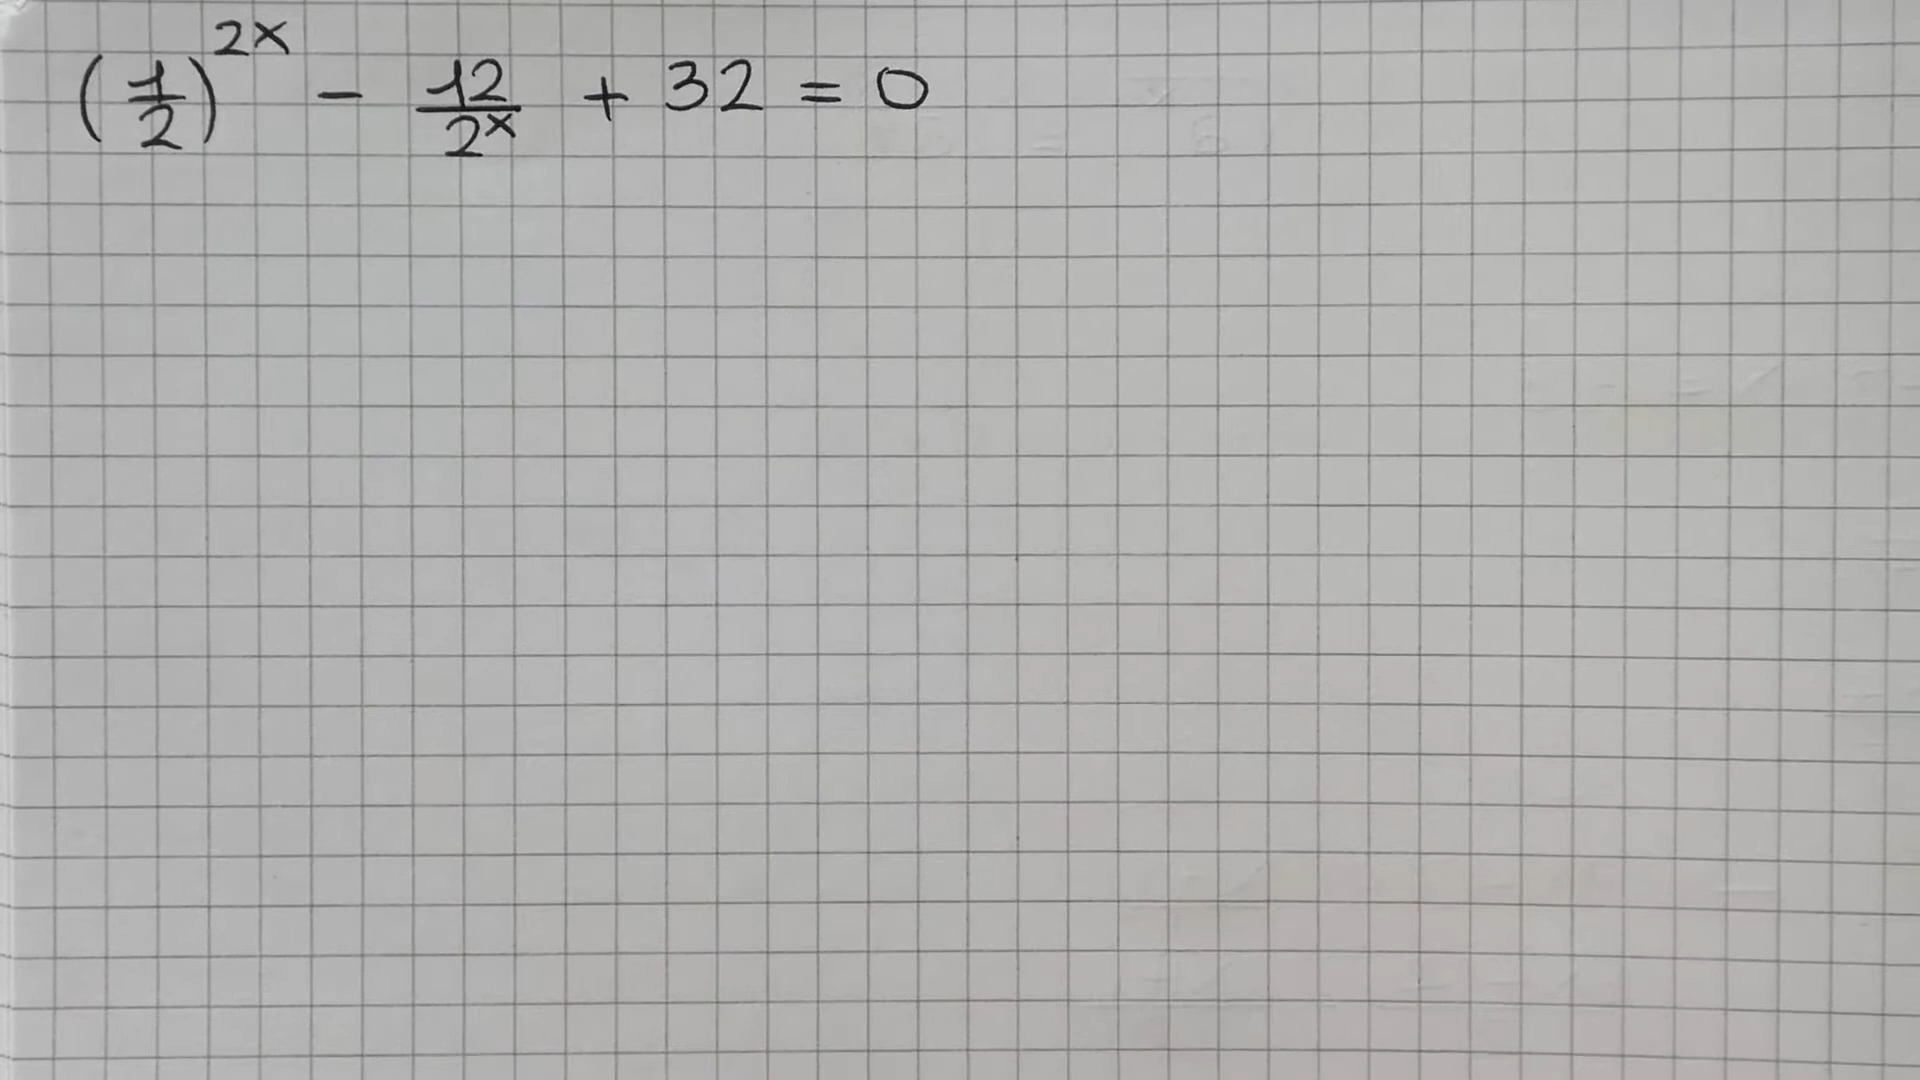 (1/2)^{2x} - 12/2^x + 32 = 0